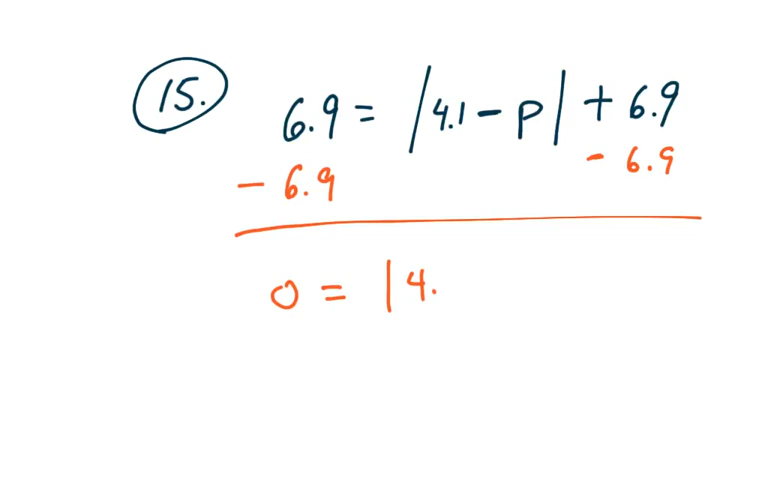 15. 6.9 = |4.1 - p| + 6.9
- 6.9 - 6.9
0 = |4.